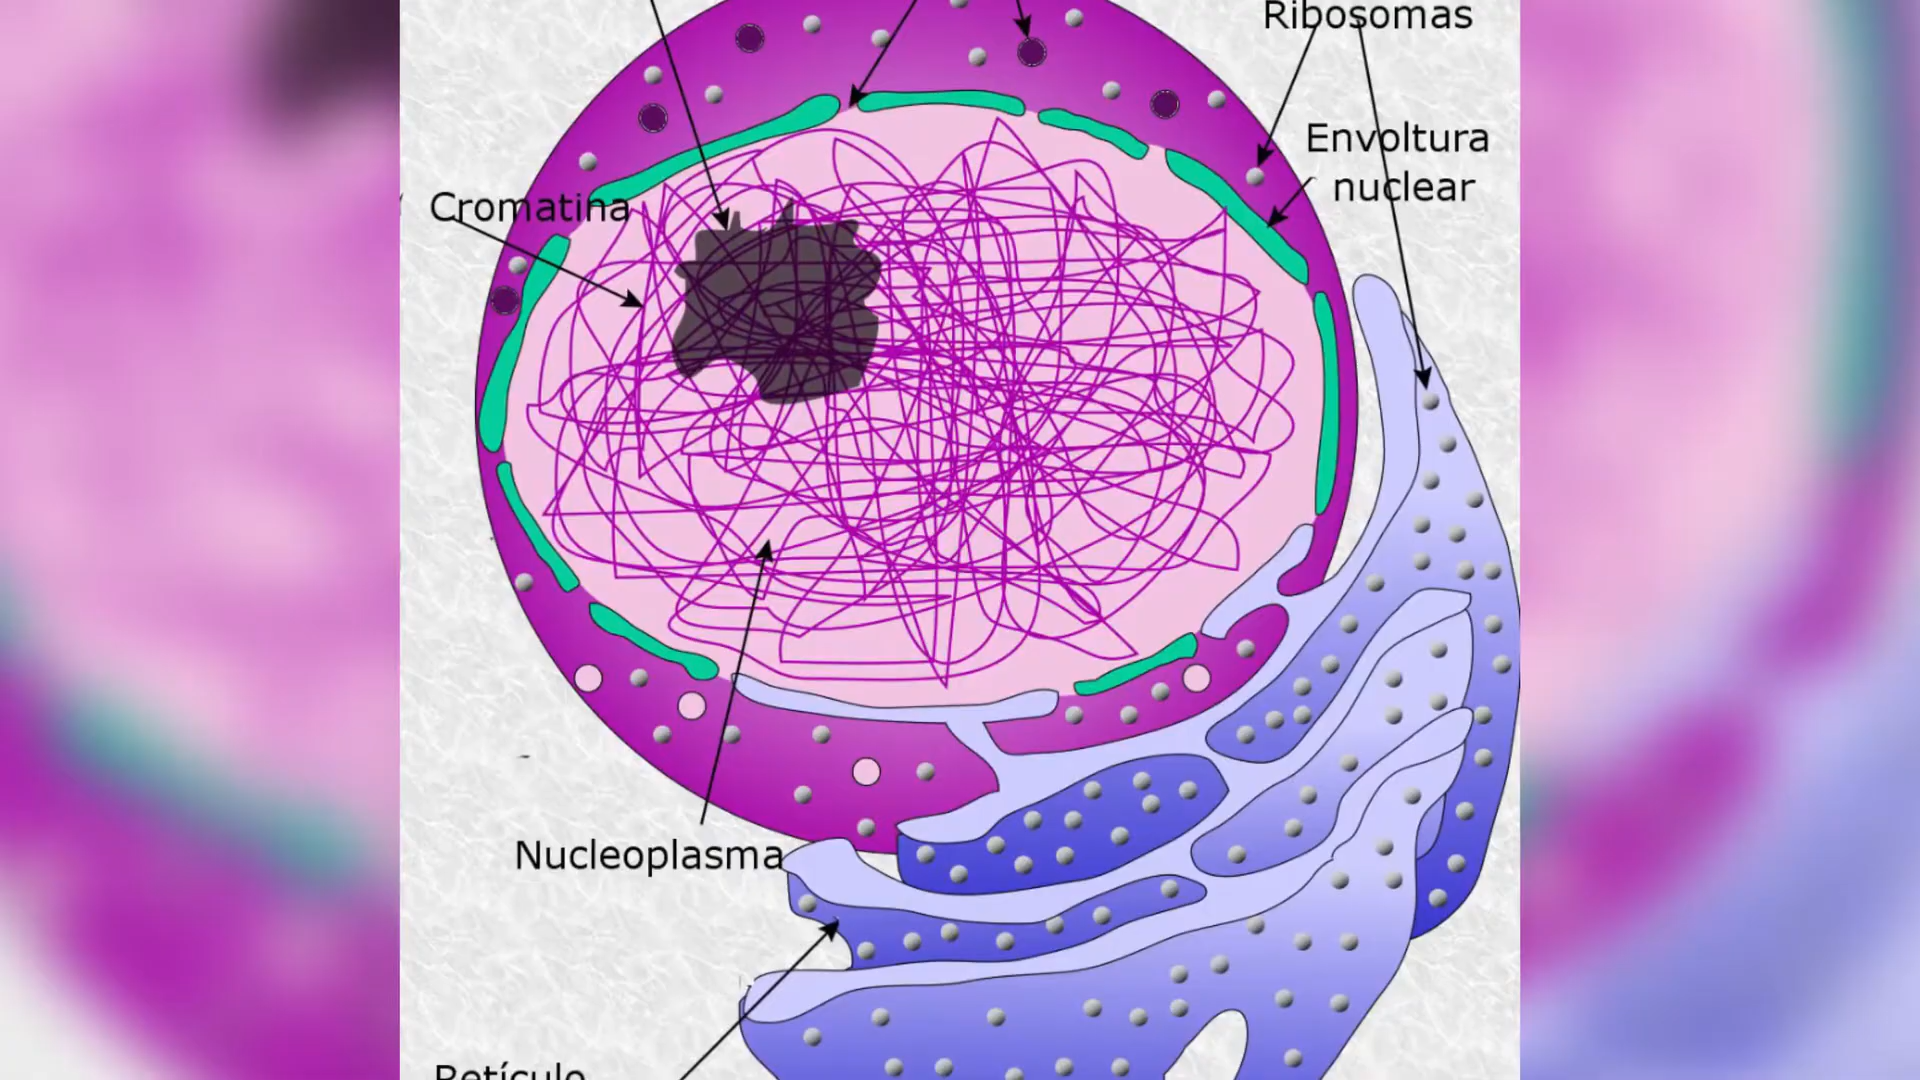 Ribosomas
Envoltura
nuclear
Cromatina
Nucleoplasma
Retículo